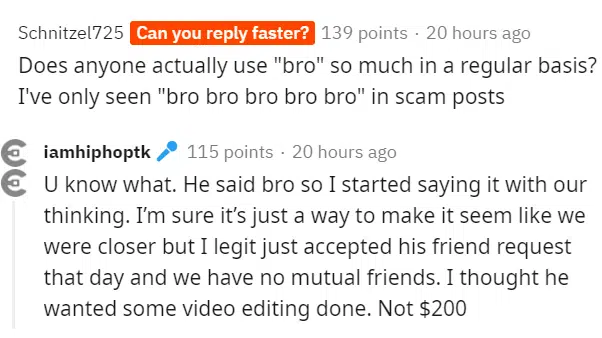 Schnitzel725 Can you reply faster? 139 points · 20 hours ago
Does anyone actually use "bro" so much in a regular basis?
I've only seen "bro bro bro bro bro" in scam posts
iamhiphoptk 115 points · 20 hours ago
U know what. He said bro so I started saying it with our
thinking. I’m sure it’s just a way to make it seem like we
were closer but I legit just accepted his friend request
that day and we have no mutual friends. I thought he
wanted some video editing done. Not $200